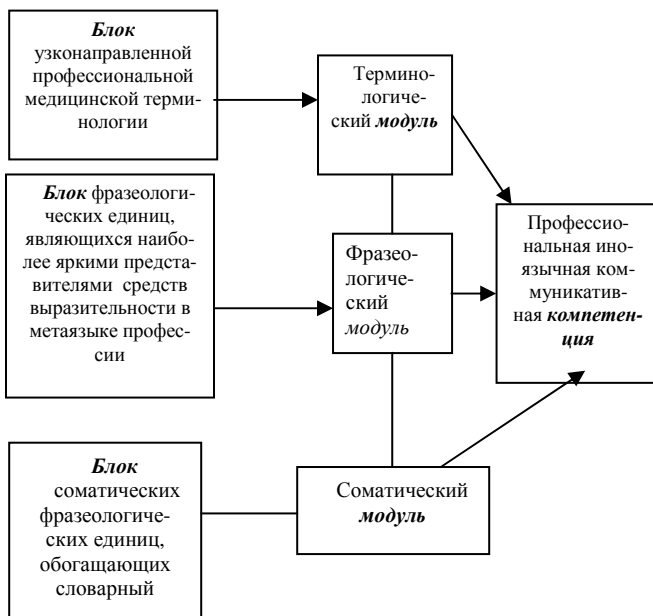 Блок
узконаправленной
профессиональной
медицинской терми-
нологии
Терминo-
логиче-
ский модуль
Блок фразеологи-
ческих единиц,
являющихся наибо-
лее яркими предста-
вителями средств
выразительности в
метаязыке профес-
сии
Фразео-
логиче-
ский
модуль
Профессио-
нальная ино-
язычная ком-
муникатив-
ная компетен-
ция
Блок
соматических
фразеологиче-
ских единиц,
обогащающих
словарный
Соматический
модуль